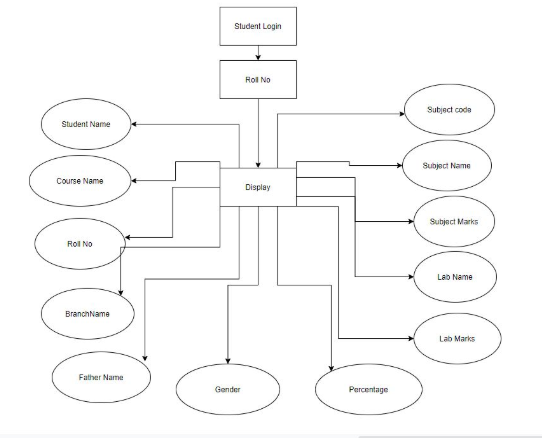 Student Login
Roll No
Subject code
Student Name
Subject Name
Course Name
Display
Subject Marks
Roll No
Lab Name
BranchName
Lab Marks
Father Name
Gender
Percentage